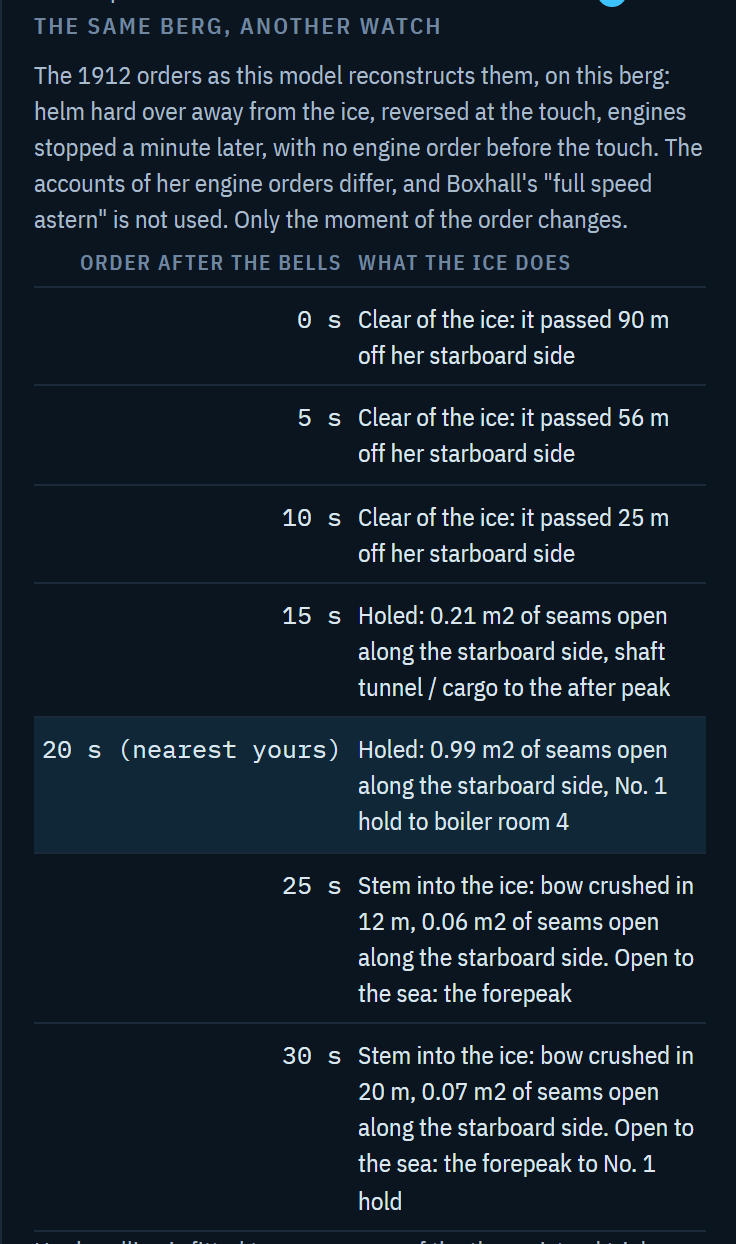 THE SAME BERG, ANOTHER WATCH
The 1912 orders as this model reconstructs them, on this berg:
helm hard over away from the ice, reversed at the touch, engines
stopped a minute later, with no engine order before the touch. The
accounts of her engine orders differ, and Boxhall's "full speed
astern" is not used. Only the moment of the order changes.
ORDER AFTER THE BELLS WHAT THE ICE DOES
0 s Clear of the ice: it passed 90 m
off her starboard side
5 s Clear of the ice: it passed 56 m
off her starboard side
10 s Clear of the ice: it passed 25 m
off her starboard side
15 s Holed: 0.21 m2 of seams open
along the starboard side, shaft
tunnel / cargo to the after peak
20 s (nearest yours) Holed: 0.99 m2 of seams open
along the starboard side, No. 1
hold to boiler room 4
25 s Stem into the ice: bow crushed in
12 m, 0.06 m2 of seams open
along the starboard side. Open to
the sea: the forepeak
30 s Stem into the ice: bow crushed in
20 m, 0.07 m2 of seams open
along the starboard side. Open to
the sea: the forepeak to No. 1
hold